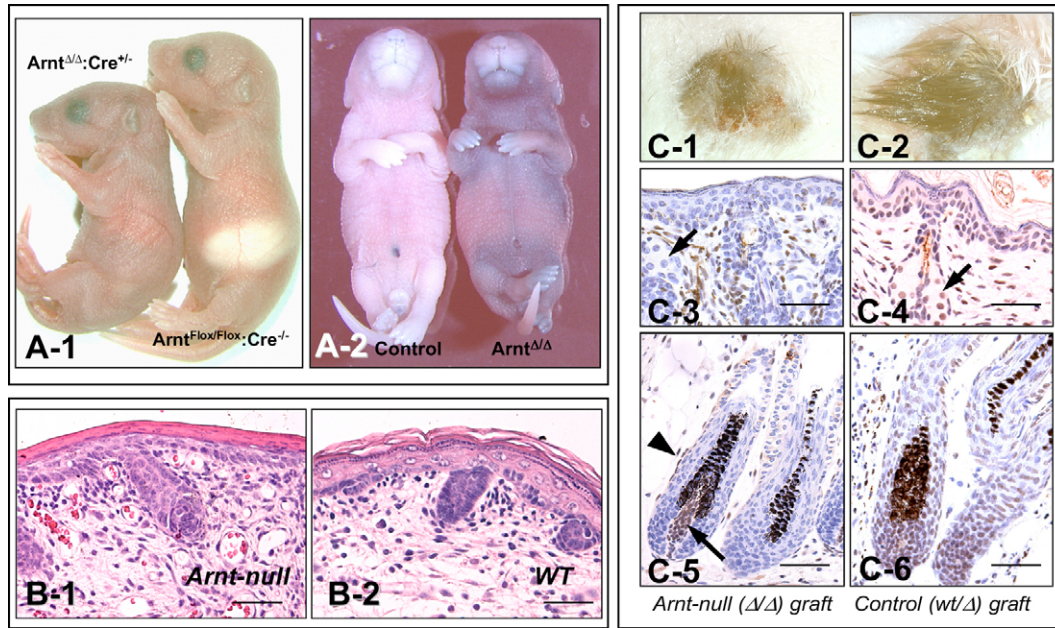 Arnt^Δ/Δ:Cre^+/-
Arnt^Flox/Flox:Cre^-/-
A-1
A-2 Control Arnt^Δ/Δ
Arnt-null
B-1
WT
B-2
C-1
C-2
C-3
C-4
C-5
C-6
Arnt-null (Δ/Δ) graft
Control (wt/Δ) graft